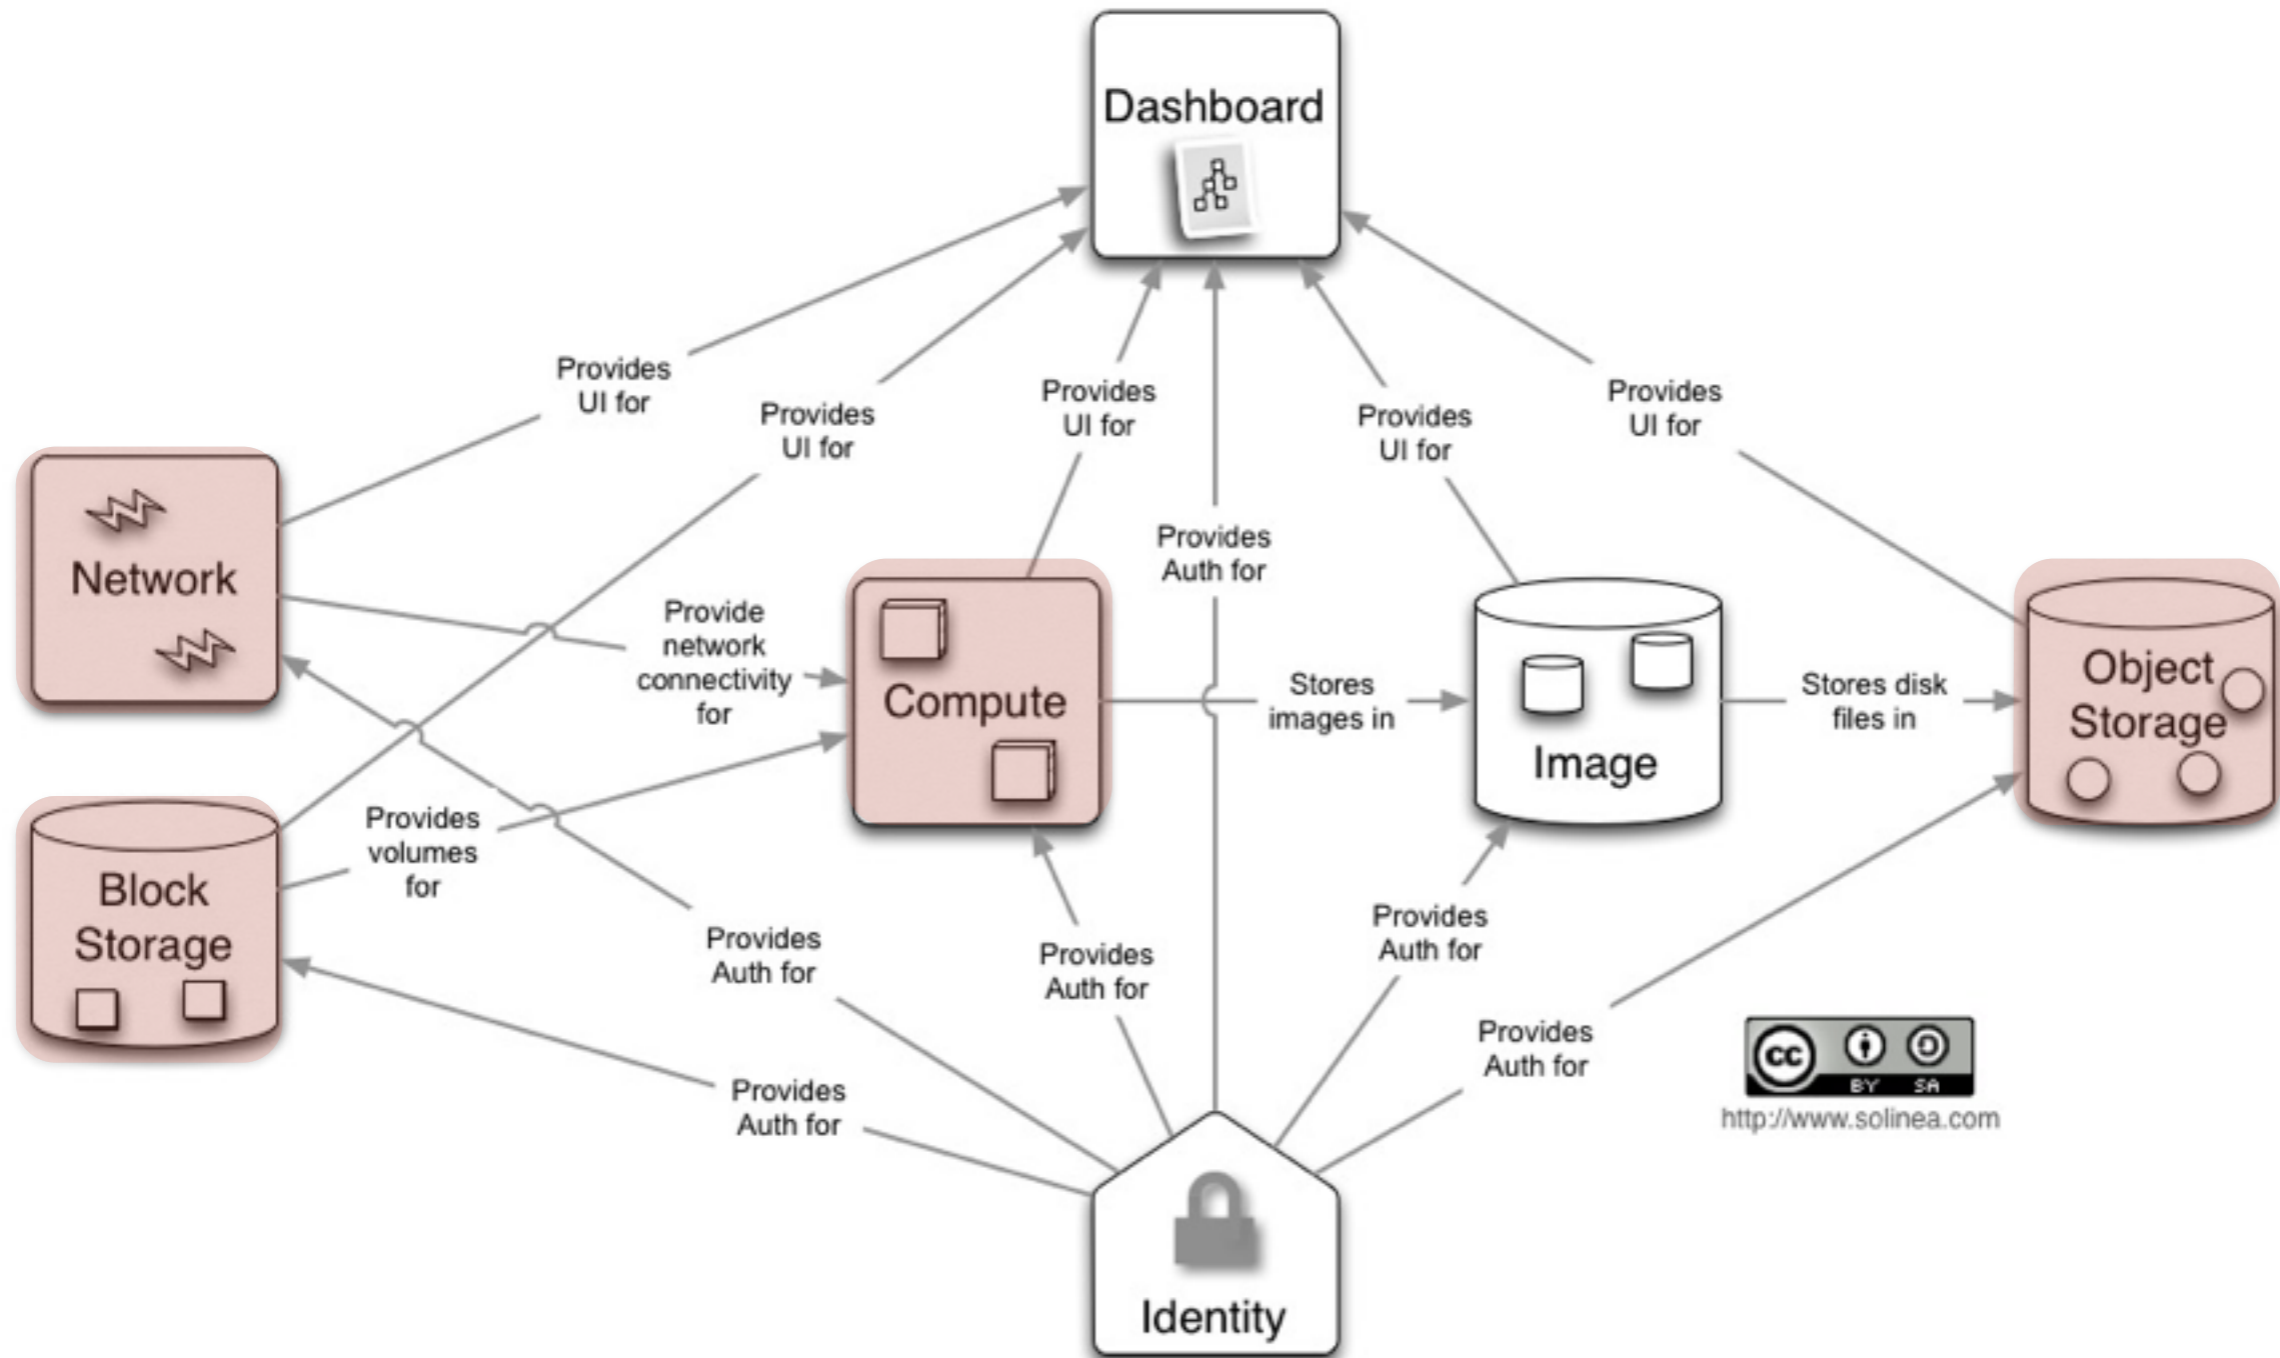 Dashboard
Provides
UI for
Provides
UI for
Provides
UI for
Provides
UI for
Provides
UI for
Network
Provides
Auth for
Provide
network
connectivity
for
Compute
Stores
images in
Image
Stores disk
files in
Object
Storage
Block
Storage
Provides
volumes
for
Provides
Auth for
Provides
Auth for
Provides
Auth for
Provides
Auth for
Provides
Auth for
Identity
cc
BY SA
http://www.solinea.com